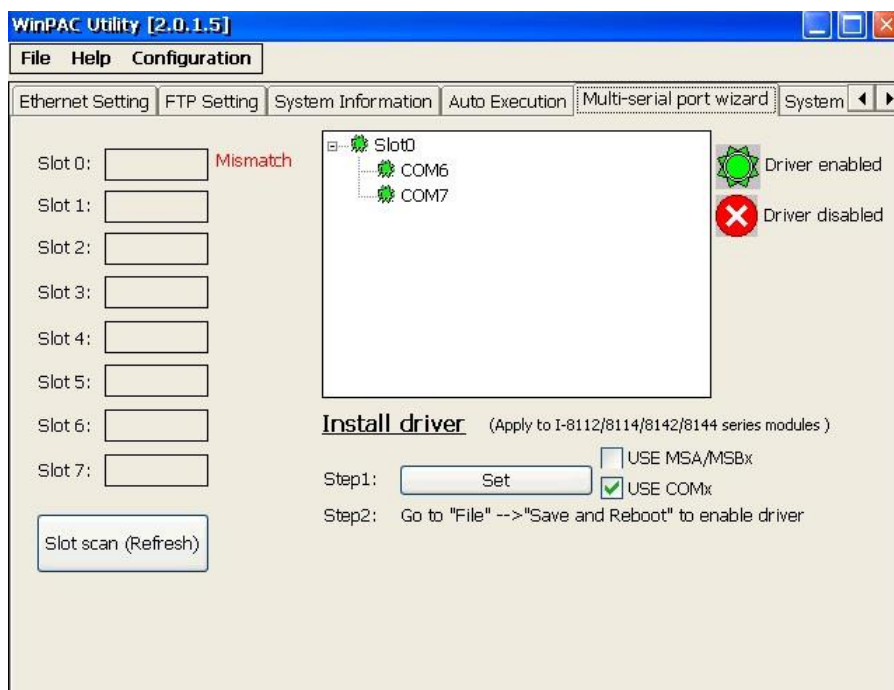 WinPAC Utility [2.0.1.5]
File Help Configuration
Ethernet Setting FTP Setting System Information Auto Execution Multi-serial port wizard System
Slot 0: Mismatch
Slot 1:
Slot 2:
Slot 3:
Slot 4:
Slot 5:
Slot 6:
Slot 7:
Slot scan (Refresh)
Slot0
COM6
COM7
Driver enabled
Driver disabled
Install driver (Apply to I-8112/8114/8142/8144 series modules )
USE MSA/MSBx
Step1: Set
USE COMx
Step2: Go to "File" -->"Save and Reboot" to enable driver